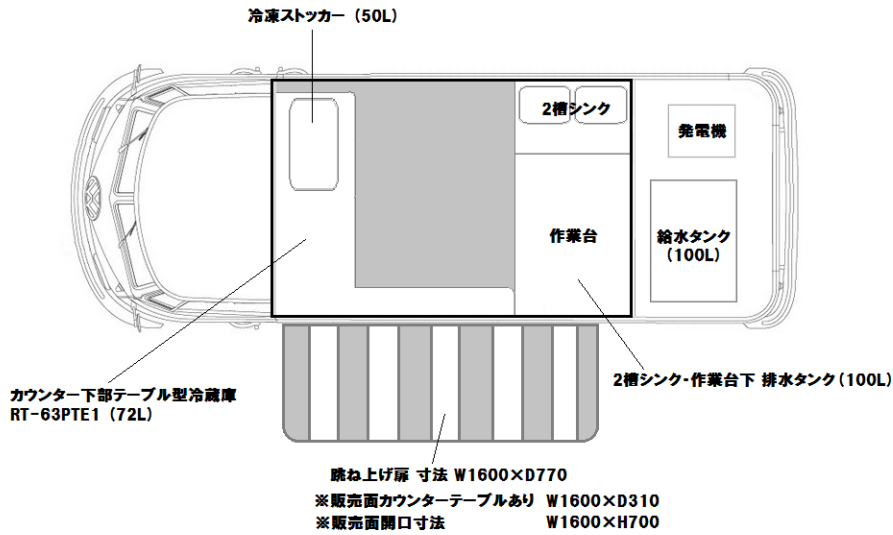 冷凍ストッカー (50L)
2槽シンク
発電機
作業台
給水タンク
(100L)
2槽シンク・作業台下 排水タンク(100L)
カウンター下部テーブル型冷蔵庫
RT-63PTE1 (72L)
跳ね上げ扉 寸法 W1600×D770
※販売面カウンターテーブルあり W1600×D310
※販売面開口寸法 W1600×H700